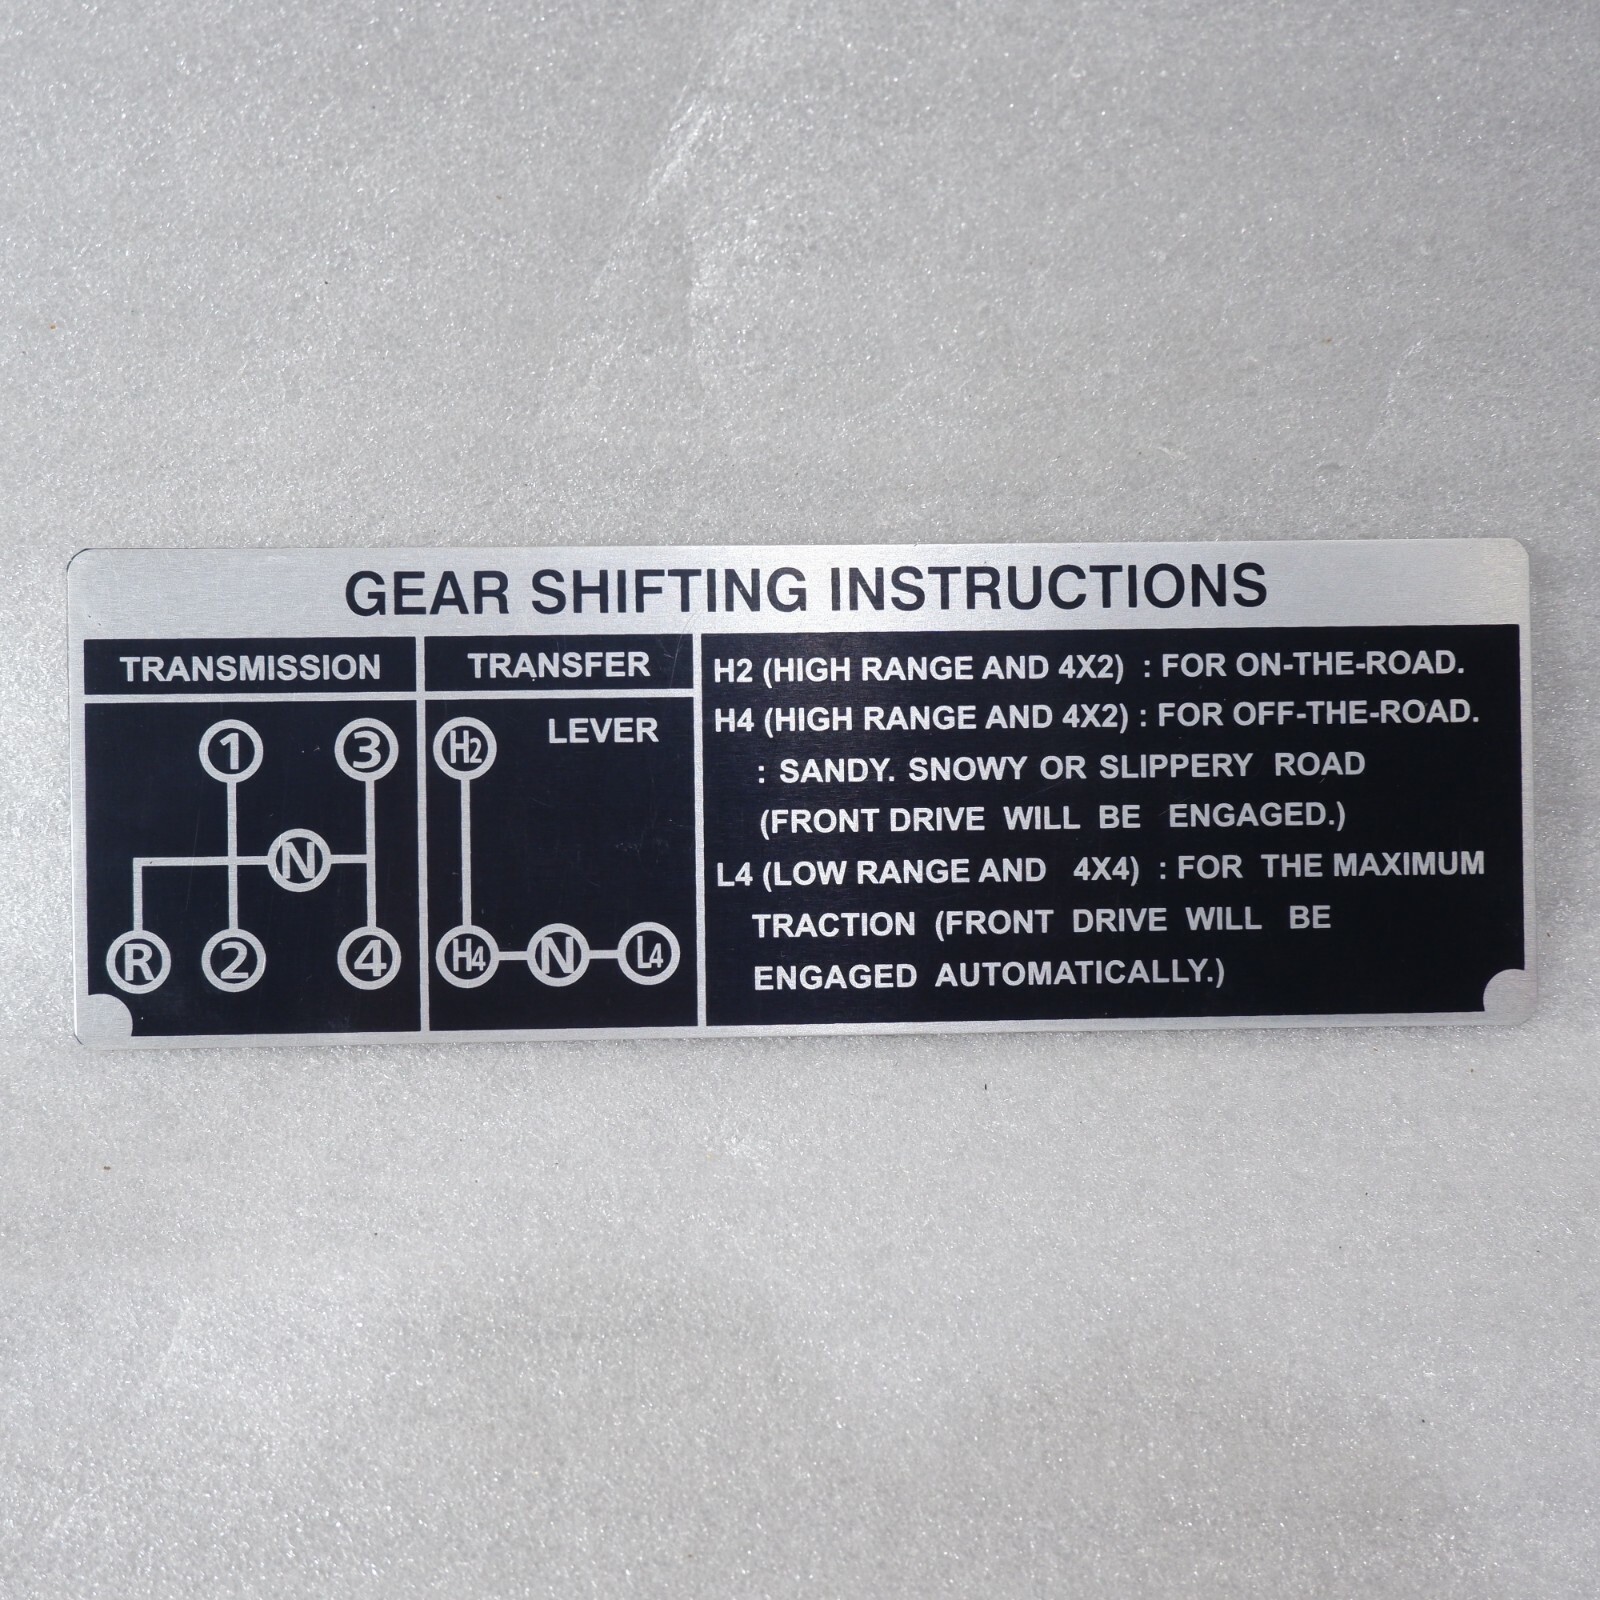 GEAR SHIFTING INSTRUCTIONS
TRANSMISSION
1 3
N
R 2 4
TRANSFER
LEVER
H2
H4 N L4
H2 (HIGH RANGE AND 4X2) : FOR ON-THE-ROAD.
H4 (HIGH RANGE AND 4X2) : FOR OFF-THE-ROAD.
: SANDY. SNOWY OR SLIPPERY ROAD
(FRONT DRIVE WILL BE ENGAGED.)
L4 (LOW RANGE AND 4X4) : FOR THE MAXIMUM
TRACTION (FRONT DRIVE WILL BE
ENGAGED AUTOMATICALLY.)